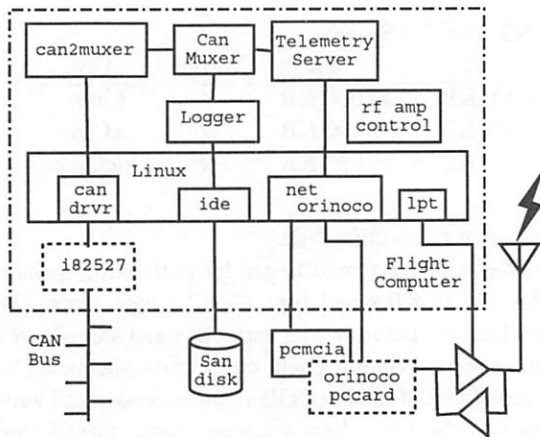 can2muxer
Can
Muxer
Telemetry
Server
Logger
rf amp
control
Linux
can
drvr
ide
net
orinoco
lpt
i82527
Flight
Computer
CAN
Bus
San
disk
pcmcia
orinoco
pccard